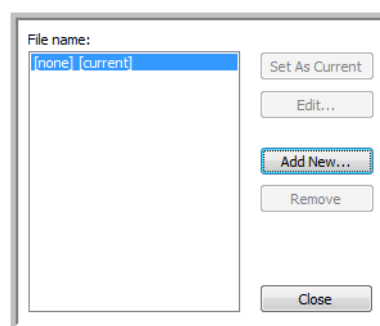 File name:
[none] [current]
Set As Current
Edit...
Add New...
Remove
Close